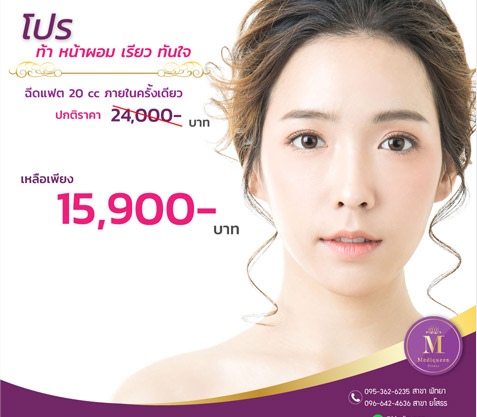 โปร
ท้า หน้าผอม เรียว ทันใจ
ฉีดแฟต 20 cc ภายในครั้งเดียว
ปกติราคา 24,000- บาท
เหลือเพียง
15,900- บาท
M
Mediqueen
095-362-6235 สาขา พัทยา
096-642-4636 สาขา ยโสธร